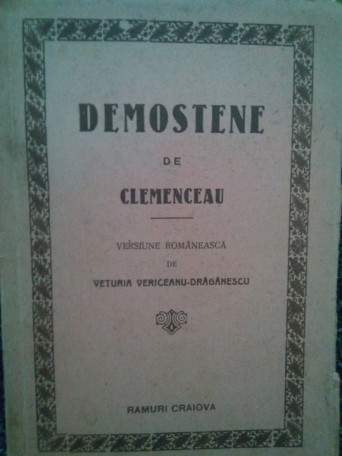 DEMOSTENE
DE
CLEMENCEAU
VERSIUNE ROMÂNEASCĂ
DE
VETURIA VERICEANU-DRĂGĂNESCU
RAMURI CRAIOVA